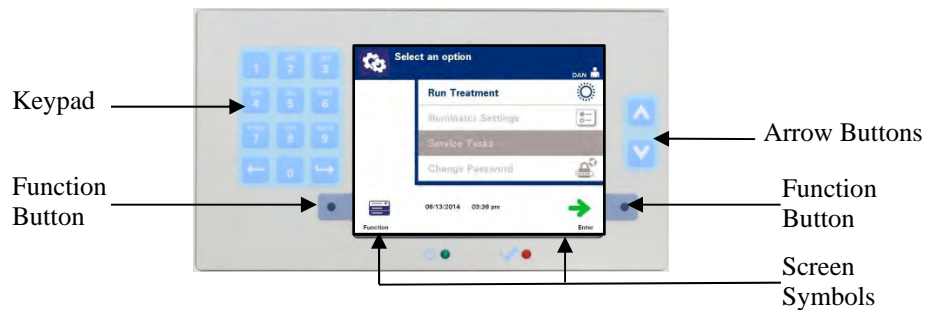 Select an option
DAN
1 2 3
Run Treatment
Keypad
4 5 6
Illuminator Settings
Arrow Buttons
7 8 9
Service Tasks
Change Password
0
Function
Button
Function
Button
06/13/2014 03:36 pm
Function
Enter
Screen
Symbols